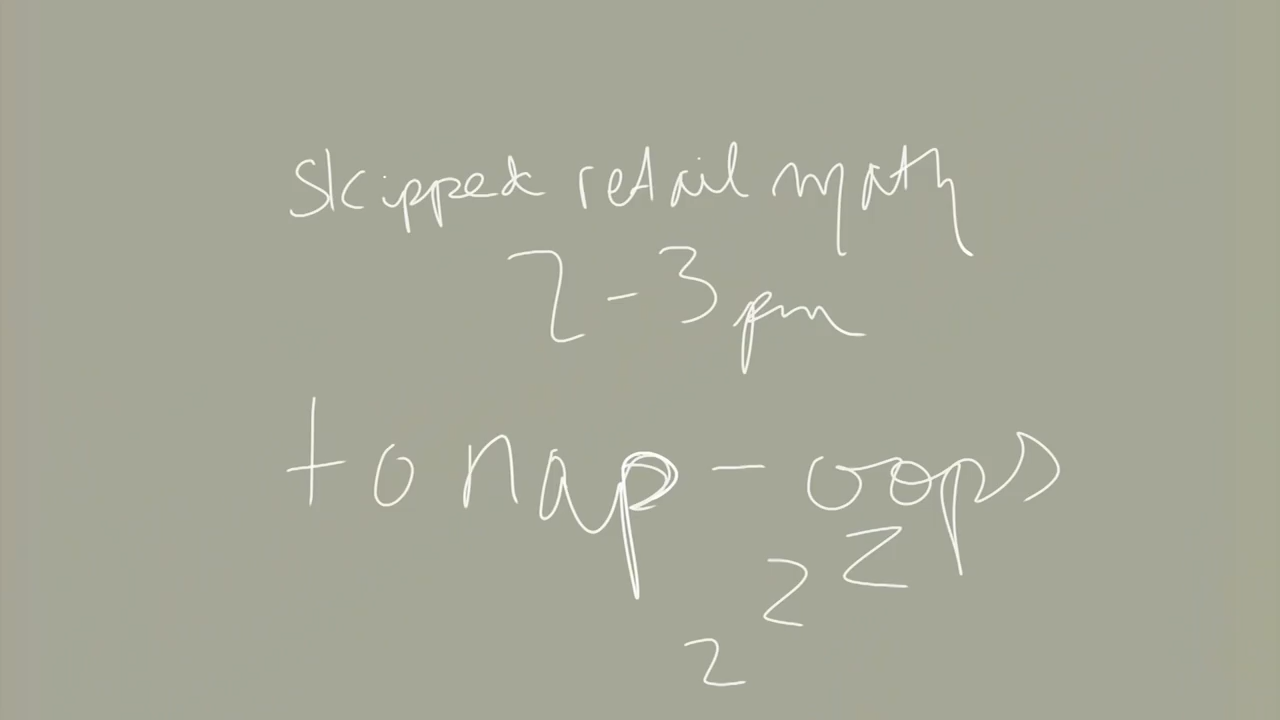 skipped retail math
2-3pm
to nap - oops
z
z
z